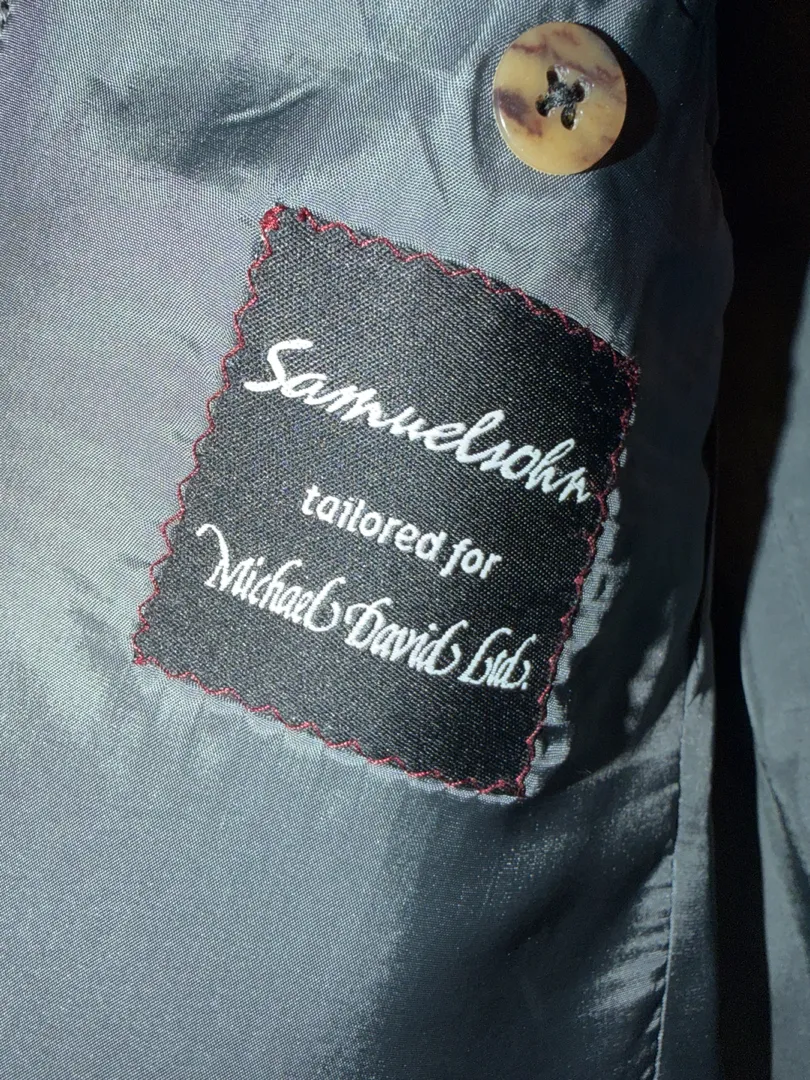 Samuelsohn
tailored for
Michael David Ltd.